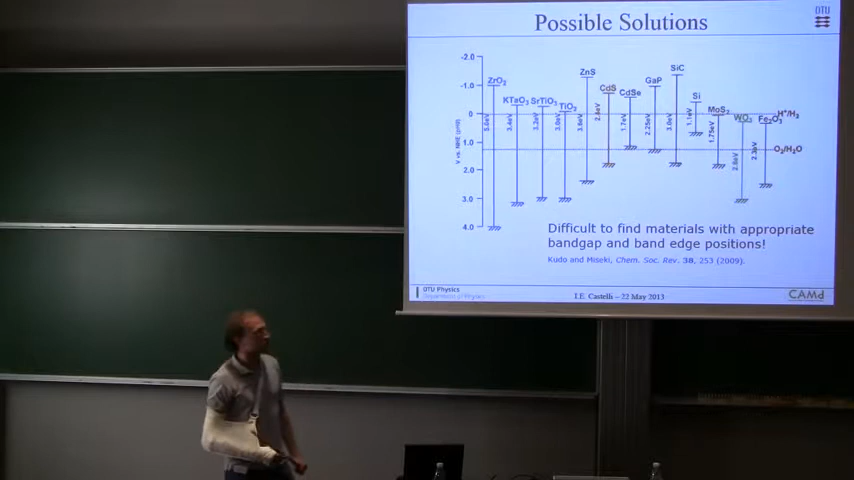 Possible Solutions
DTU
-2.0
-1.0
0
1.0
2.0
3.0
4.0
V vs. NHE (pH0)
ZrO2
5.0eV
KTaO3
3.4eV
SrTiO3
3.2eV
TiO2
3.0eV
ZnS
3.6eV
CdS
2.4eV
CdSe
1.7eV
GaP
2.25eV
SiC
3.0eV
Si
1.1eV
MoS2
1.75eV
WO3
2.8eV
Fe2O3
2.3eV
H+/H2
O2/H2O
Difficult to find materials with appropriate
bandgap and band edge positions!
Kudo and Miseki, Chem. Soc. Rev. 38, 253 (2009).
DTU Physics
Department of Physics
I.E. Castelli – 22 May 2013
CAMd